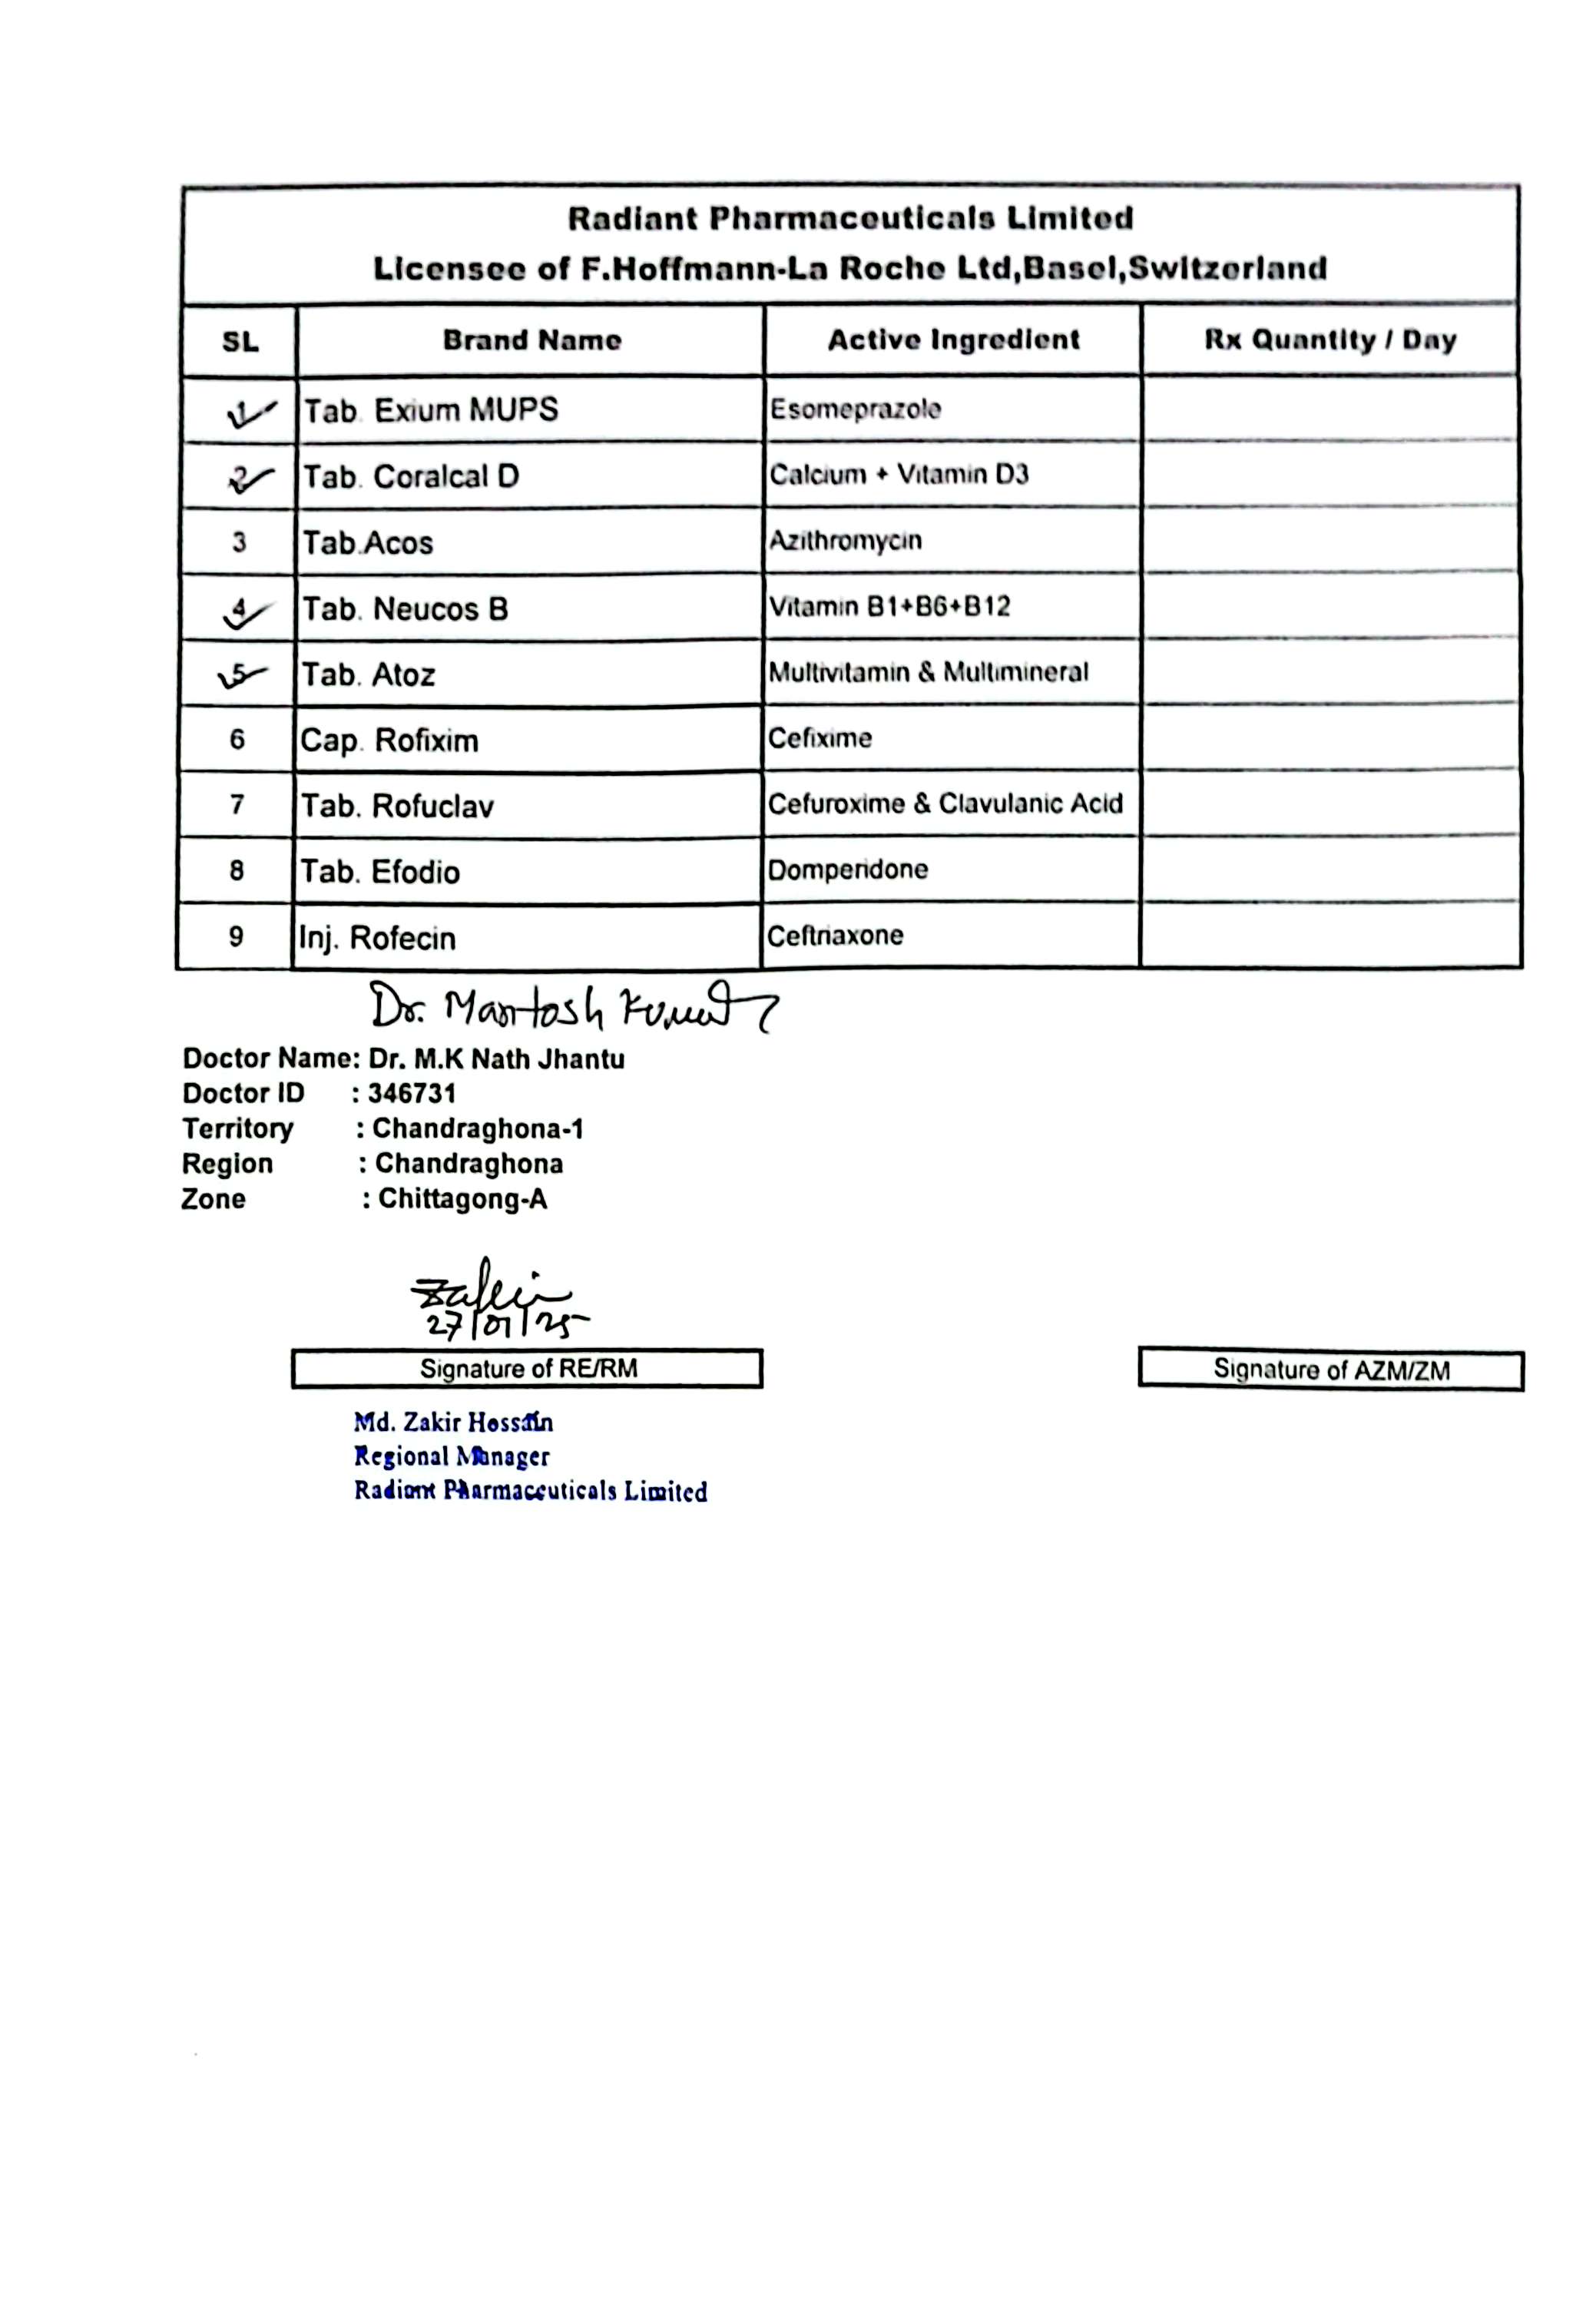 Radiant Pharmaceuticals Limited
Licensee of F.Hoffmann-La Roche Ltd,Basel,Switzerland
SL Brand Name Active Ingredient Rx Quantity / Day
1 Tab. Exium MUPS Esomeprazole
2 Tab. Coralcal D Calcium + Vitamin D3
3 Tab.Acos Azithromycin
4 Tab. Neucos B Vitamin B1+B6+B12
5 Tab. Atoz Multivitamin & Multimineral
6 Cap. Rofixim Cefixime
7 Tab. Rofuclav Cefuroxime & Clavulanic Acid
8 Tab. Efodio Domperidone
9 Inj. Rofecin Ceftriaxone
Dr. Mantosh Kumar
Doctor Name: Dr. M.K Nath Jhantu
Doctor ID : 346731
Territory : Chandraghona-1
Region : Chandraghona
Zone : Chittagong-A
Zakir
27/01/25
Signature of RE/RM Signature of AZM/ZM
Md. Zakir Hossain
Regional Manager
Radiant Pharmaceuticals Limited